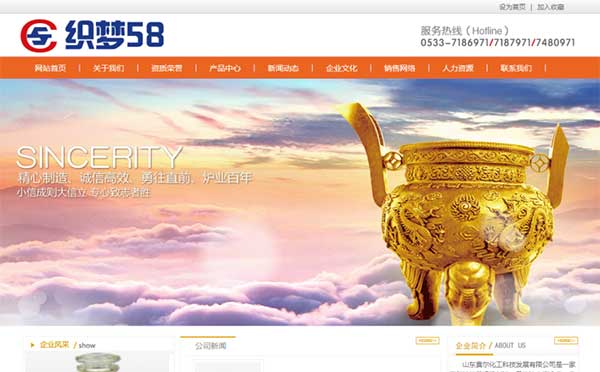 设为首页 | 加入收藏
织梦58
服务热线（Hotline）
0533-7186971/7187971/7480971
网站首页 | 关于我们 | 资质荣誉 | 产品中心 | 新闻动态 | 企业文化 | 销售网络 | 人力资源 | 联系我们 |
SINCERITY
精心制造、诚信高效、勇往直前、炉业百年
小信成则大信立 专心致志者胜
企业风采 / show
公司新闻
企业简介 / ABOUT US
山东赛尔化工科技发展有限公司是一家